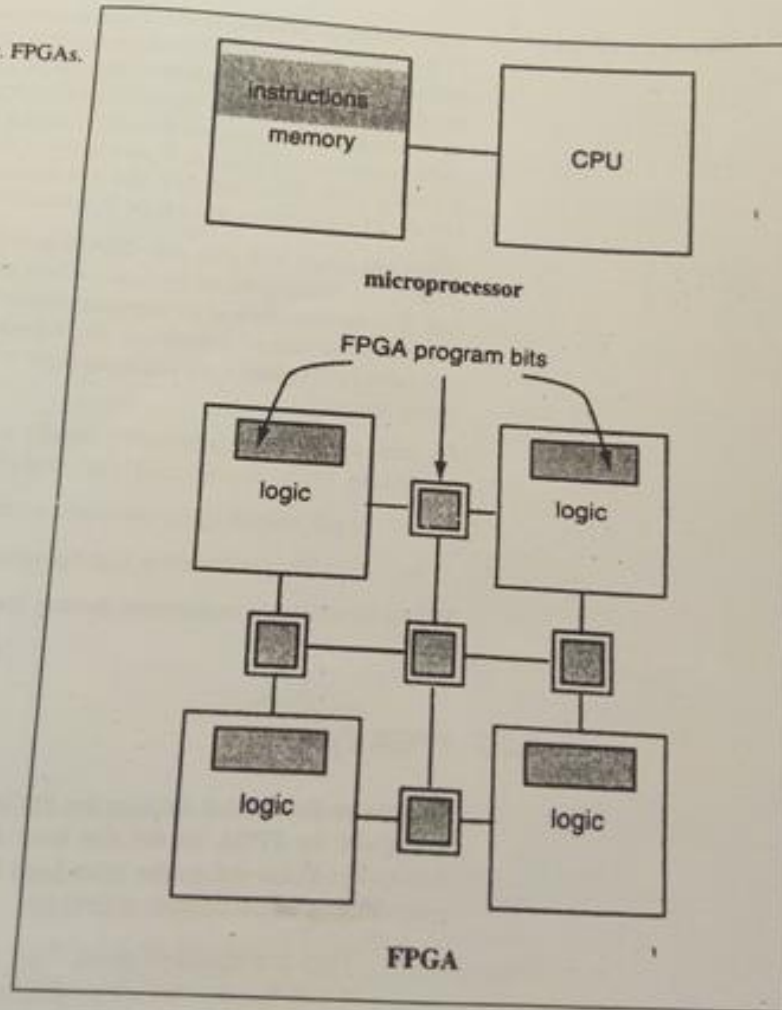 FPGAs.
instructions
memory
CPU
microprocessor
FPGA program bits
logic
logic
logic
logic
FPGA